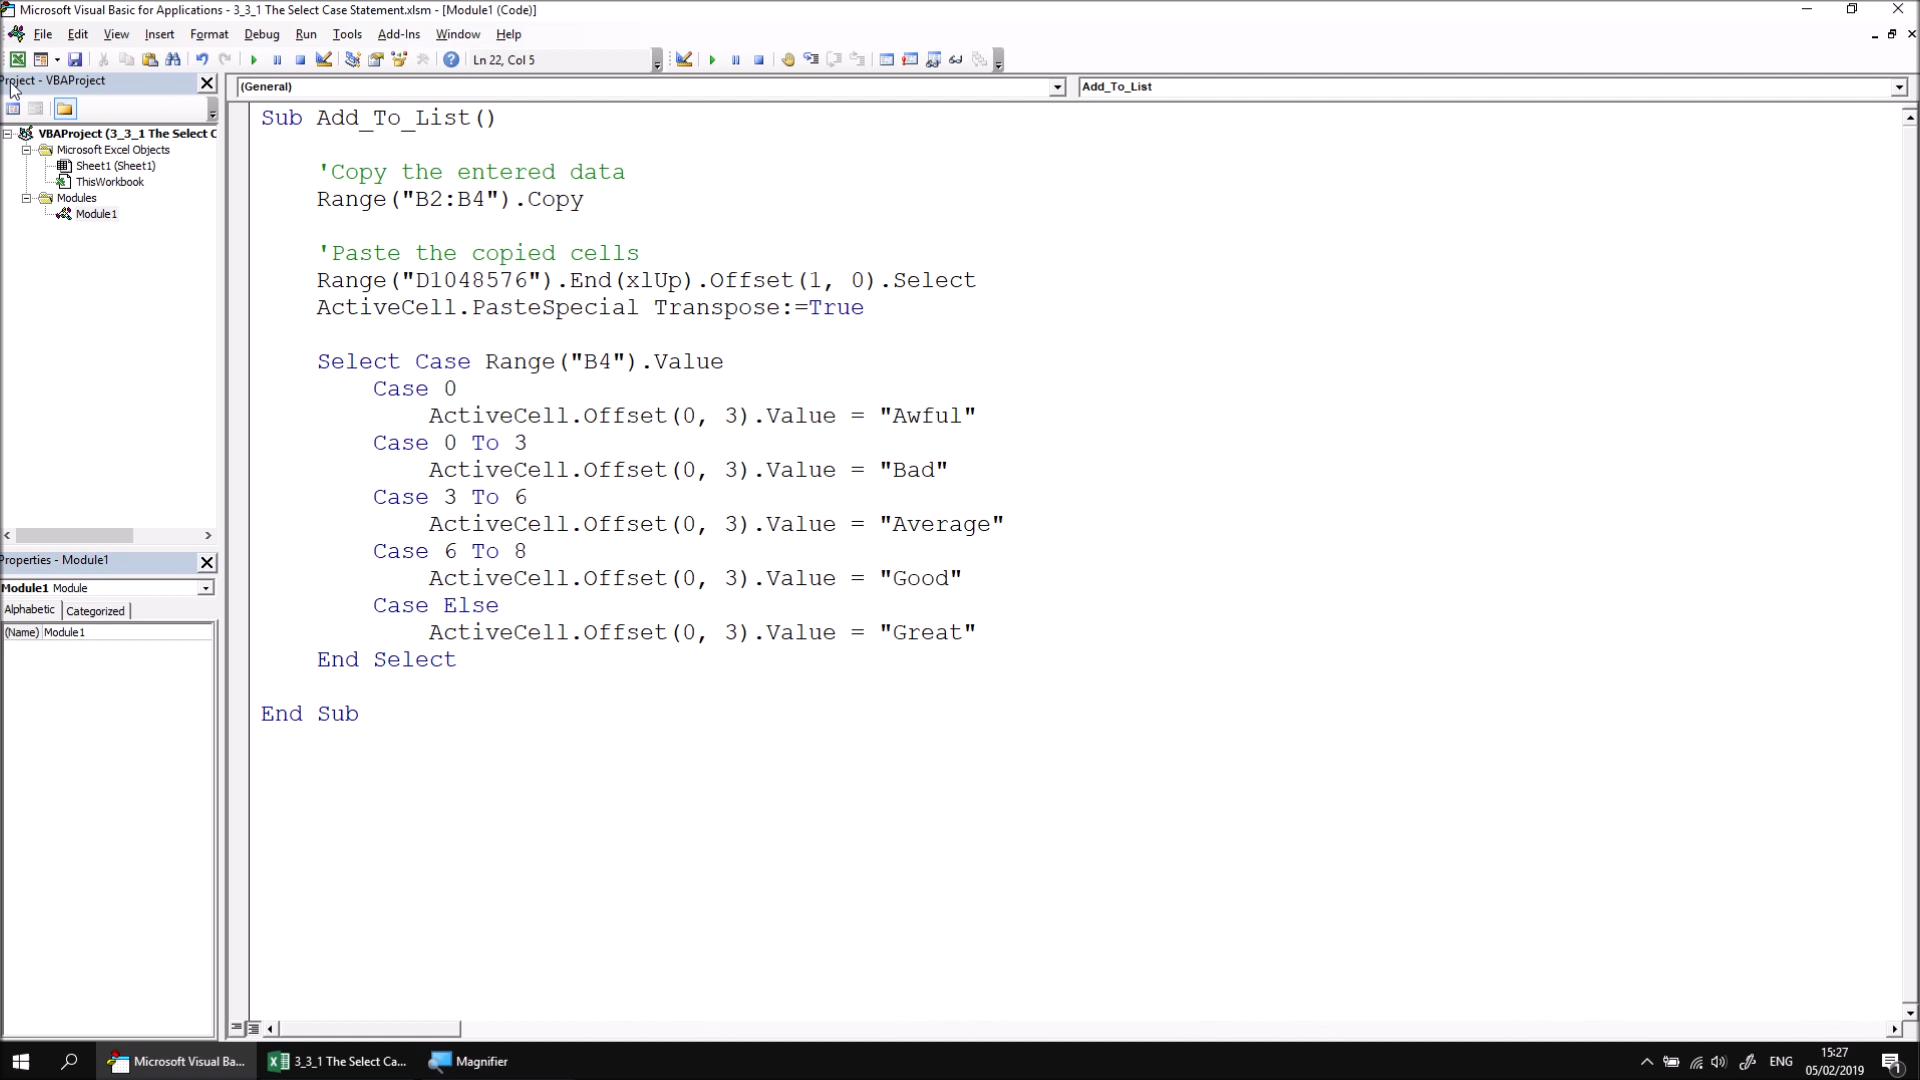 Microsoft Visual Basic for Applications - 3_3_1 The Select Case Statement.xlsm - [Module1 (Code)]
File Edit View Insert Format Debug Run Tools Add-Ins Window Help
Ln 22, Col 5
Project - VBAProject
(General)
Add_To_List
VBAProject (3_3_1 The Select C
Microsoft Excel Objects
Sheet1 (Sheet1)
ThisWorkbook
Modules
Module1
Properties - Module1
Module1 Module
Alphabetic Categorized
(Name) Module1
Sub Add_To_List()
'Copy the entered data
Range("B2:B4").Copy
'Paste the copied cells
Range("D1048576").End(xlUp).Offset(1, 0).Select
ActiveCell.PasteSpecial Transpose:=True
Select Case Range("B4").Value
Case 0
ActiveCell.Offset(0, 3).Value = "Awful"
Case 0 To 3
ActiveCell.Offset(0, 3).Value = "Bad"
Case 3 To 6
ActiveCell.Offset(0, 3).Value = "Average"
Case 6 To 8
ActiveCell.Offset(0, 3).Value = "Good"
Case Else
ActiveCell.Offset(0, 3).Value = "Great"
End Select
End Sub
Microsoft Visual Ba...
3_3_1 The Select Ca...
Magnifier
ENG
15:27
05/02/2019
1